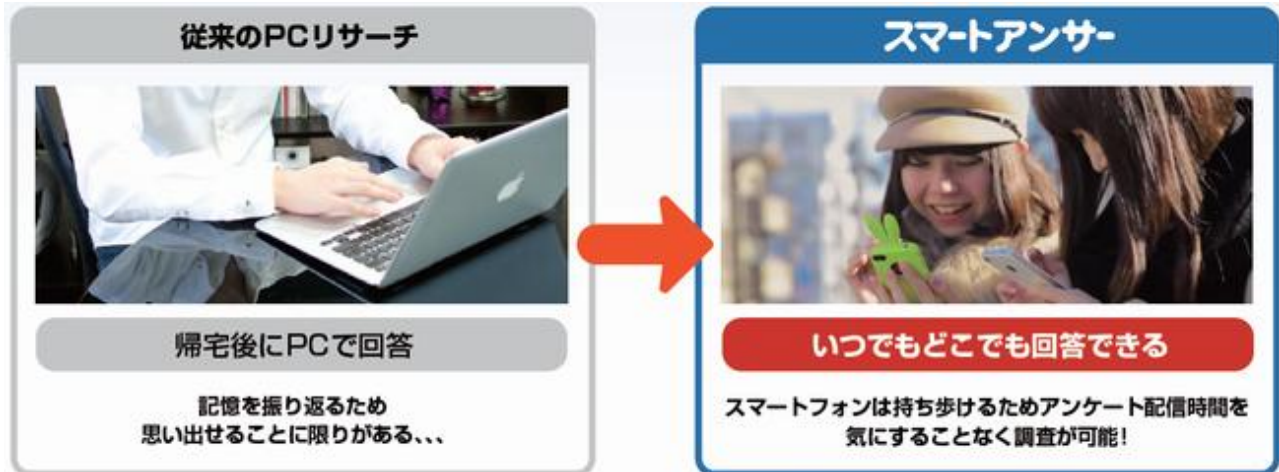 従来のPCリサーチ
帰宅後にPCで回答
記憶を振り返るため
思い出せることに限りがある、、、
スマートアンサー
いつでもどこでも回答できる
スマートフォンは持ち歩けるためアンケート配信時間を
気にすることなく調査が可能!